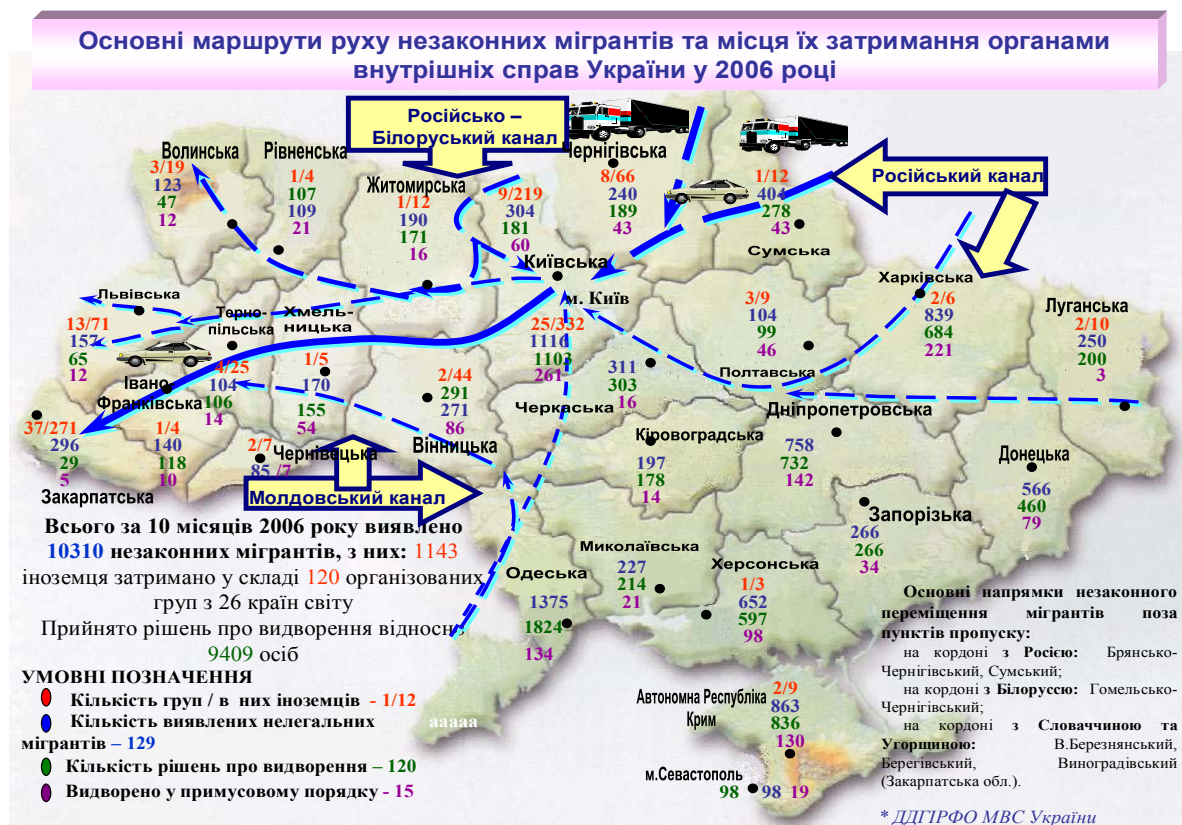 Основні маршрути руху незаконних мігрантів та місця їх затримання органами
внутрішніх справ України у 2006 році
Російсько –
Білоруський канал
Російський канал
Волинська
3/19
123
47
12
Рівненська
1/4
107
109
21
Житомирська
1/12
190
171
16
9/219
304
181
60
Київська
Чернігівська
8/66
240
189
43
1/12
404
278
43
Сумська
Львівська
13/71
157
65
12
Терно-
пільська
4/25
104
106
14
Хмель-
ницька
1/5
170
155
54
м. Київ
25/332
1116
1103
261
3/9
104
99
46
Полтавська
Харківська
2/6
839
684
221
Луганська
2/10
250
200
3
Івано
Франківська
1/4
140
118
10
37/271
296
29
5
Закарпатська
2/7
Чернівецька
85 /7
2/44
291
271
86
Вінницька
311
303
16
Черкаська
Кіровоградська
197
178
14
Дніпропетровська
758
732
142
Донецька
566
460
79
Запорізька
266
266
34
Молдовський канал
Миколаївська
227
214
21
Херсонська
1/3
652
597
98
Одеська
1375
1824
134
Автономна Республіка
Крим
2/9
863
836
130
м.Севастополь
98 98 19
ааааа
Всього за 10 місяців 2006 року виявлено
10310 незаконних мігрантів, з них: 1143
іноземця затримано у складі 120 організованих
груп з 26 країн світу
Прийнято рішень про видворення відносно
9409 осіб
УМОВНІ ПОЗНАЧЕННЯ
Кількість груп / в них іноземців - 1/12
Кількість виявлених нелегальних
мігрантів – 129
Кількість рішень про видворення – 120
Видворено у примусовому порядку - 15
Основні напрямки незаконного
переміщення мігрантів поза
пунктів пропуску:
на кордоні з Росією: Брянсько-
Чернігівський, Сумський;
на кордоні з Білоруссю: Гомельсько-
Чернігівський;
на кордоні з Словаччиною та
Угорщиною: В.Березнянський,
Берегівський, Виноградівський
(Закарпатська обл.).
* ДДГІРФО МВС України